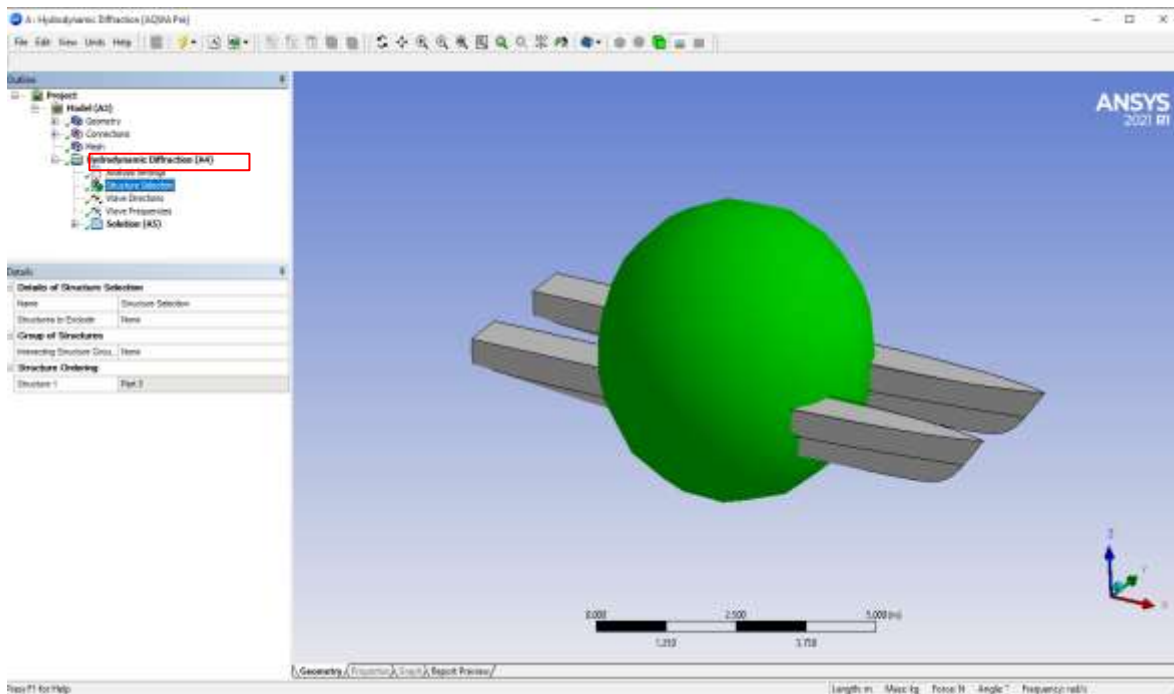 A : Hydrodynamic Diffraction (AQWA Pre)
File Edit View Units Help
Outline
Project
Model (A3)
Geometry
Connections
Mesh
Hydrodynamic Diffraction (A4)
Analysis Settings
Structure Selection
Wave Directions
Wave Frequencies
Solution (A5)
ANSYS
2021 R1
Details
Details of Structure Selection
Name Structure Selection
Structures to Exclude None
Group of Structures
Interacting Structure Grou... None
Structure Ordering
Structure 1
Z
Y
X
0.000 2.500 5.000 (m)
1.250 3.750
Geometry Properties Graph Report Preview
Press F1 for Help Length: m Mass: kg Force: N Angle: ° Frequency: rad/s